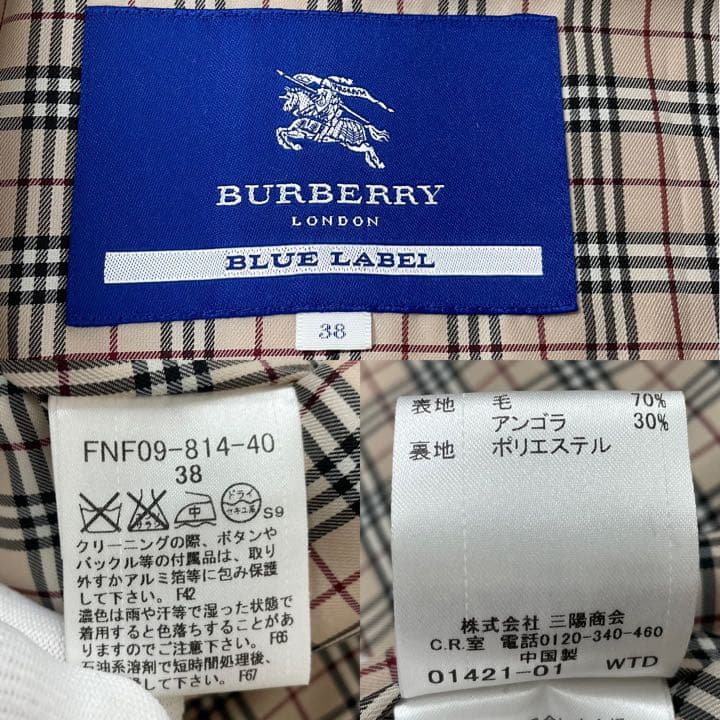 BURBERRY
LONDON
BLUE LABEL
38
FNF09-814-40
38
中
ドライ
セキユ系
S9
クリーニングの際、ボタンや
バックル等の付属品は、取り
外すかアルミ箔等に包み保護
して下さい。 F42
濃色は雨や汗等で湿った状態で
着用すると色落ちすることがあ
りますのでご注意下さい。 F66
石油系溶剤で短時間処理後、
F67
表地 毛 70%
アンゴラ 30%
裏地 ポリエステル
株式会社 三陽商会
C.R.室 電話0120-340-460
中国製
01421-01 WTD